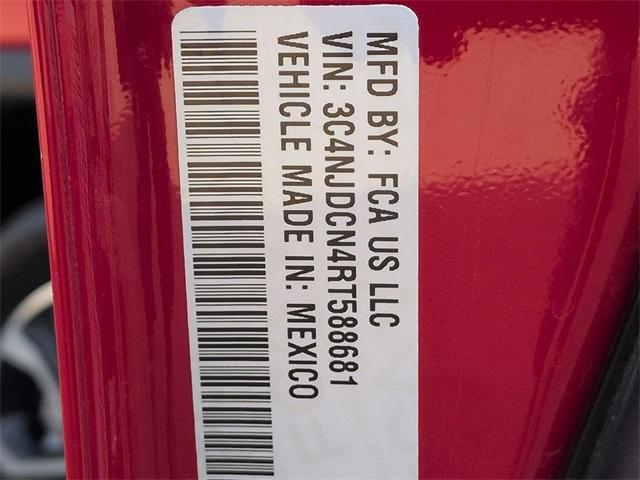 MFD BY: FCA US LLC
VIN: 3C4NJDCN4RT588681
VEHICLE MADE IN: MEXICO